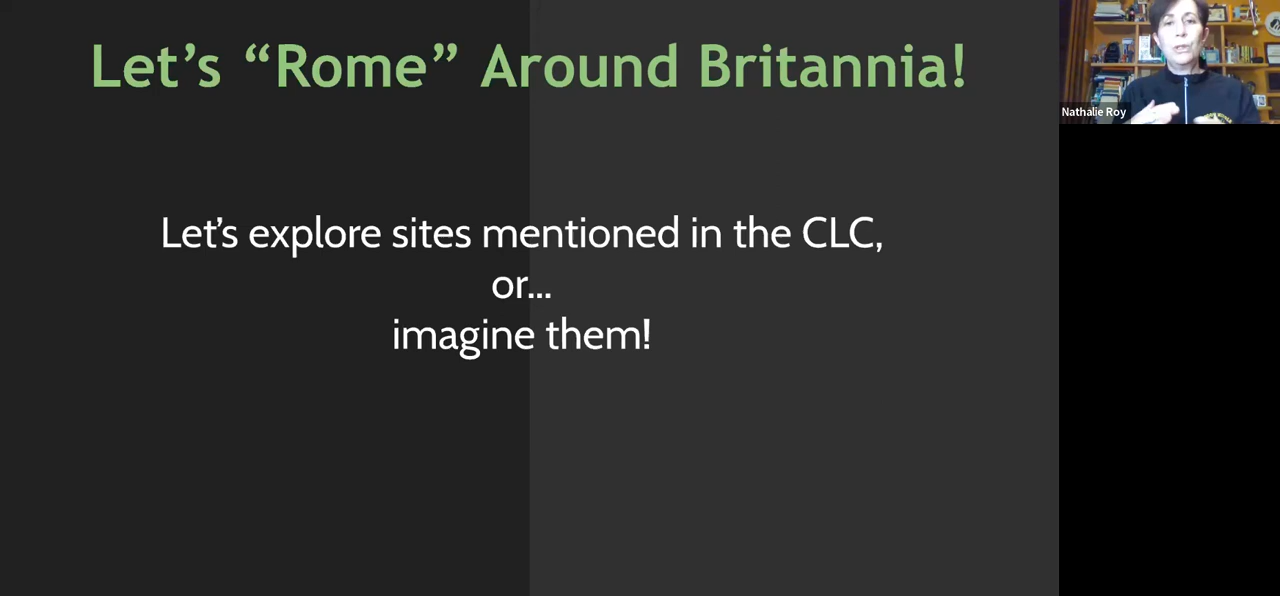 Let's “Rome” Around Britannia!
Let's explore sites mentioned in the CLC,
or...
imagine them!
Nathalie Roy